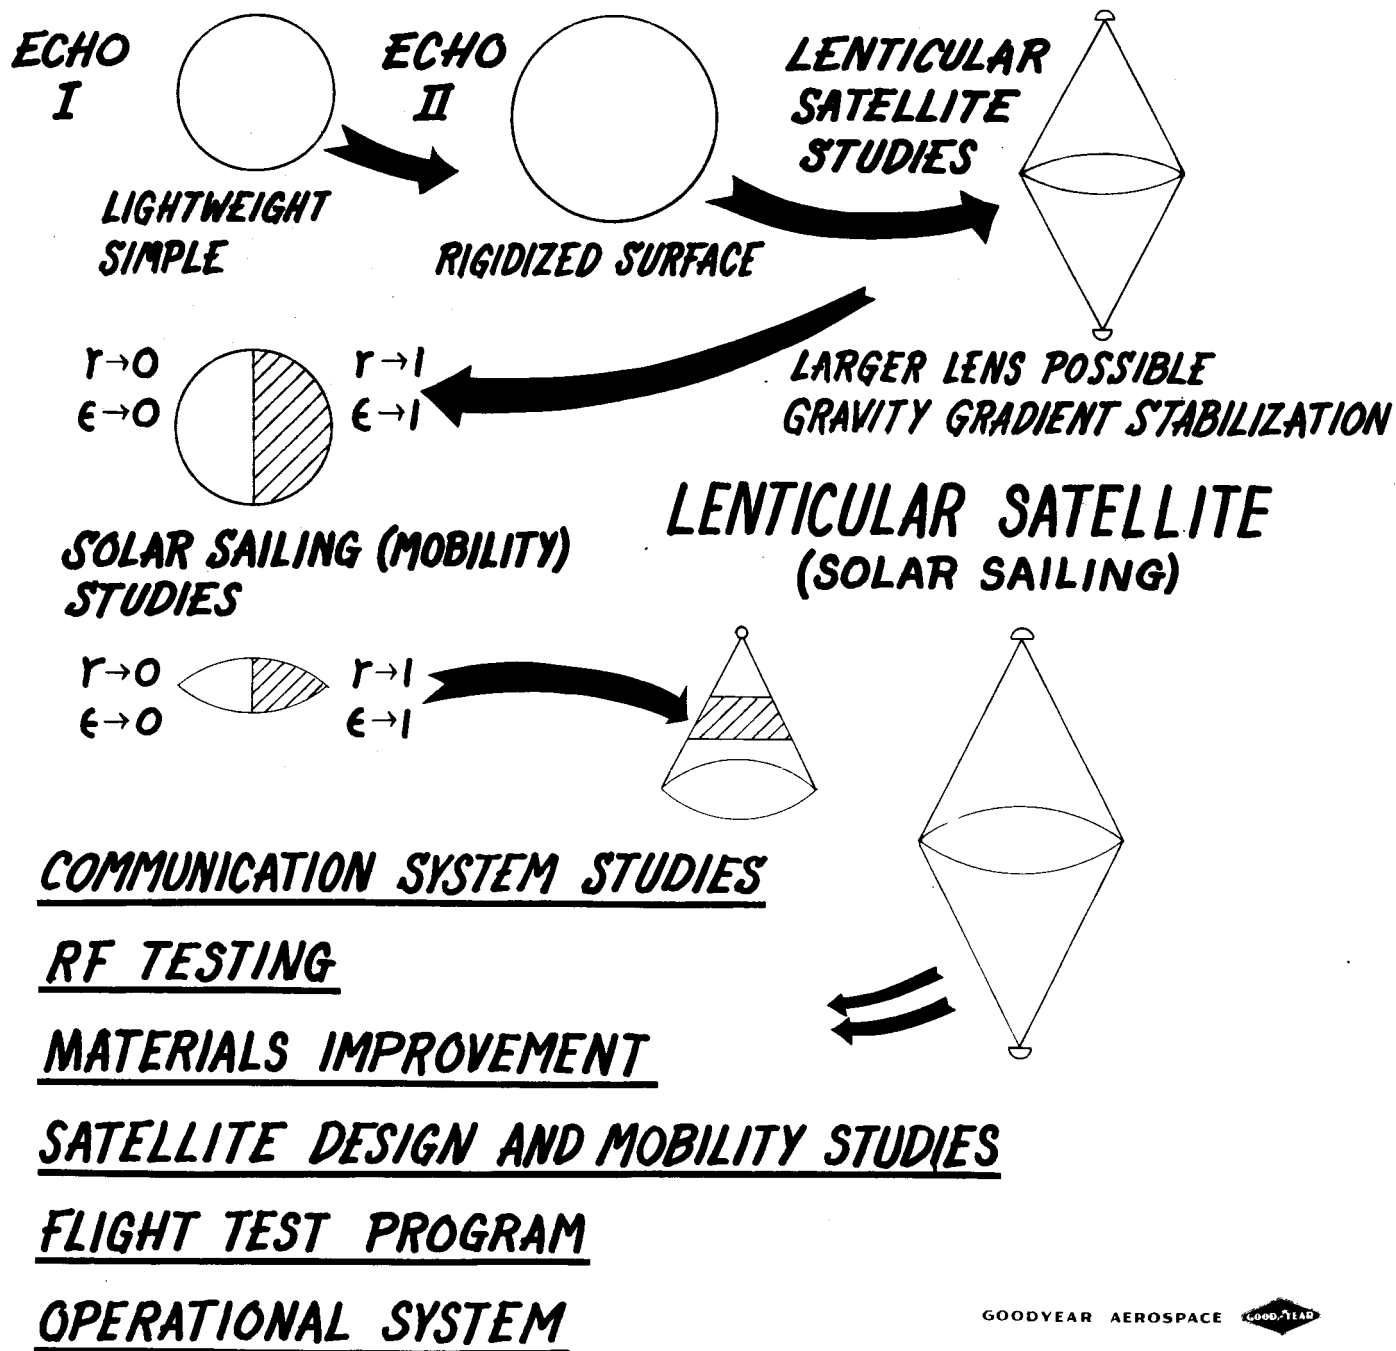 ECHO
I
ECHO
II
LENTICULAR
SATELLITE
STUDIES
LIGHTWEIGHT
SIMPLE
RIGIDIZED SURFACE
r→0
r→1
ϵ→0
ϵ→1
LARGER LENS POSSIBLE
GRAVITY GRADIENT STABILIZATION
SOLAR SAILING (MOBILITY)
STUDIES
LENTICULAR SATELLITE
(SOLAR SAILING)
r→0
r→1
ϵ→0
ϵ→1
COMMUNICATION SYSTEM STUDIES
RF TESTING
MATERIALS IMPROVEMENT
SATELLITE DESIGN AND MOBILITY STUDIES
FLIGHT TEST PROGRAM
OPERATIONAL SYSTEM
GOODYEAR AEROSPACE
GOODYEAR